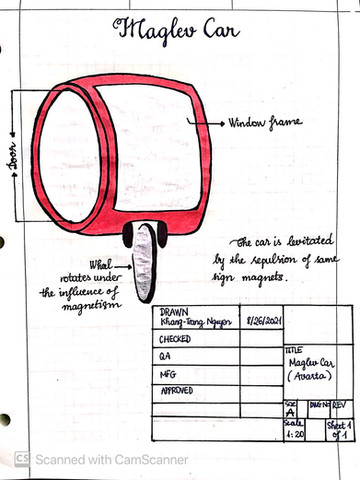 Maglev Car
Door
Window frame
The car is levitated
by the repulsion of same
sign magnets.
Wheel
rotates under
the influence of
magnetism
DRAWN
Khang-Trang Nguyen
8/26/2021
CHECKED
QA
MFG
APPROVED
TITLE
Maglev Car
(Avarta)
SIZE
A
DWG No
REV
Scale
1:20
Sheet 1
of 1
CS Scanned with CamScanner